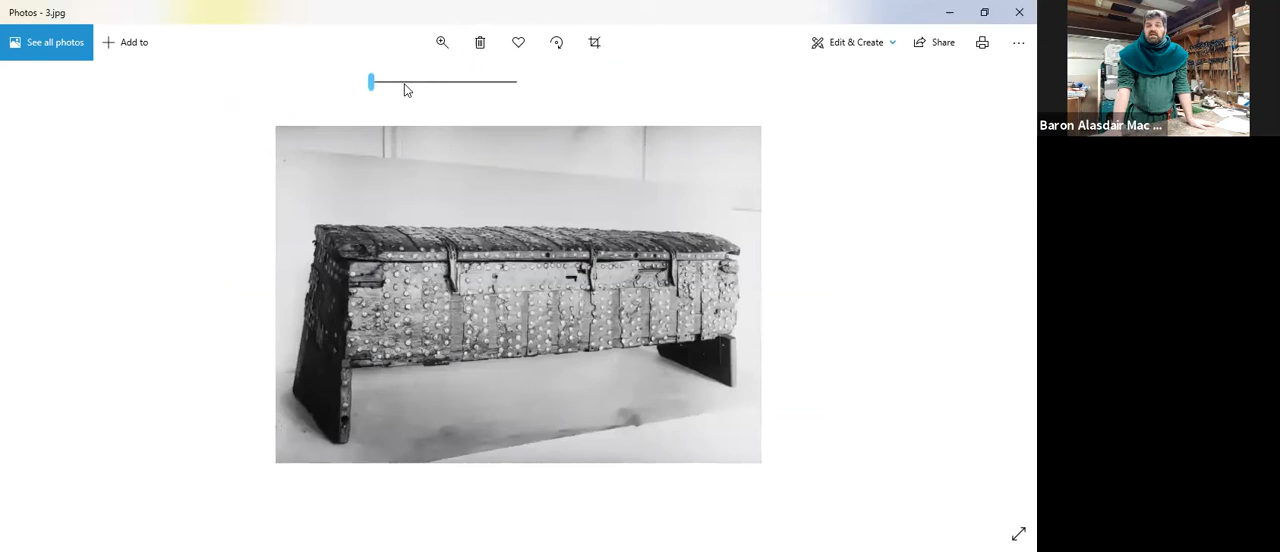 Photos - 3.jpg
See all photos
Add to
Edit & Create
Share
Baron Alasdair Mac ...